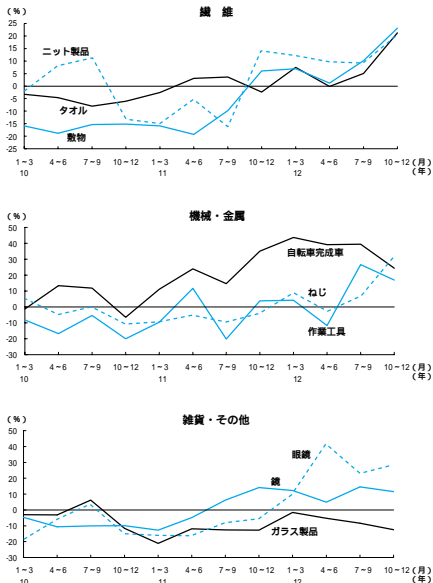 繊 維
(%)
25
20
15
10
5
0
-5
-10
-15
-20
-25
ニット製品
タオル
敷物
1～3 4～6 7～9 10～12 1～3 4～6 7～9 10～12 1～3 4～6 7～9 10～12 (月)
10 11 12 (年)
機械・金属
(%)
50
40
30
20
10
0
-10
-20
-30
自転車完成車
ねじ
作業工具
1～3 4～6 7～9 10～12 1～3 4～6 7～9 10～12 1～3 4～6 7～9 10～12 (月)
10 11 12 (年)
雑貨・その他
(%)
50
40
30
20
10
0
-10
-20
-30
眼鏡
鏡
ガラス製品
1～3 4～6 7～9 10～12 1～3 4～6 7～9 10～12 1～3 4～6 7～9 10～12 (月)
10 11 12 (年)